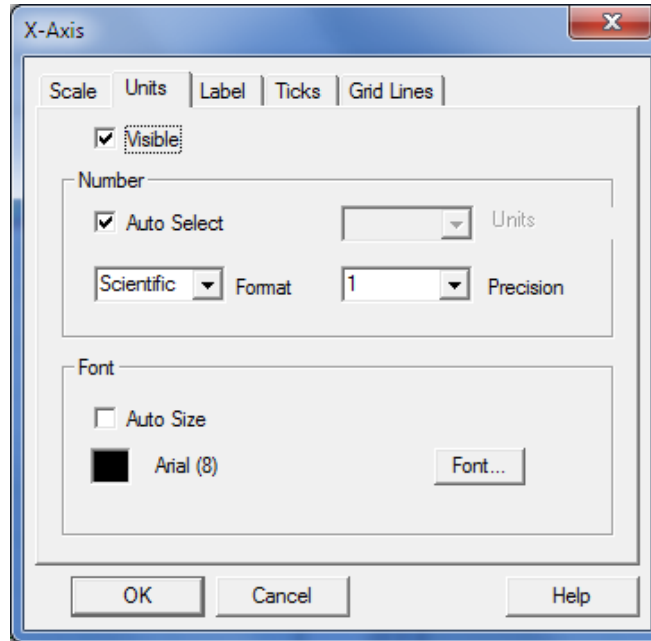 X-Axis
Scale Units Label Ticks Grid Lines
Visible
Number
Auto Select Units
Scientific Format 1 Precision
Font
Auto Size
Arial (8) Font...
OK Cancel Help